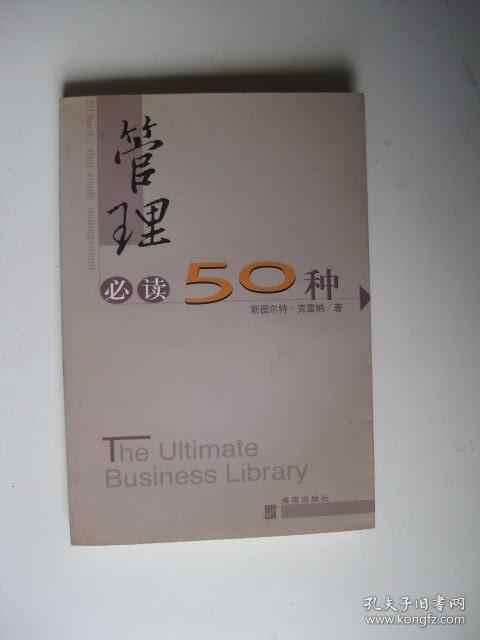 50 books that made management
管理
必读50种
斯图尔特·克雷纳/著
The Ultimate
Business Library
海南出版社
孔夫子旧书网
www.kongfz.com